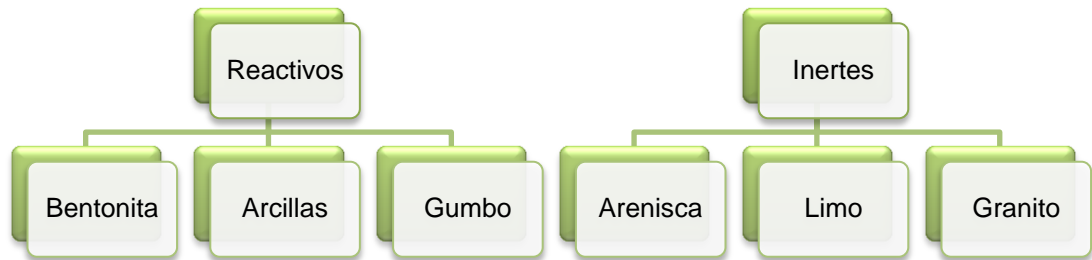 Reactivos
Inertes
Bentonita
Arcillas
Gumbo
Arenisca
Limo
Granito